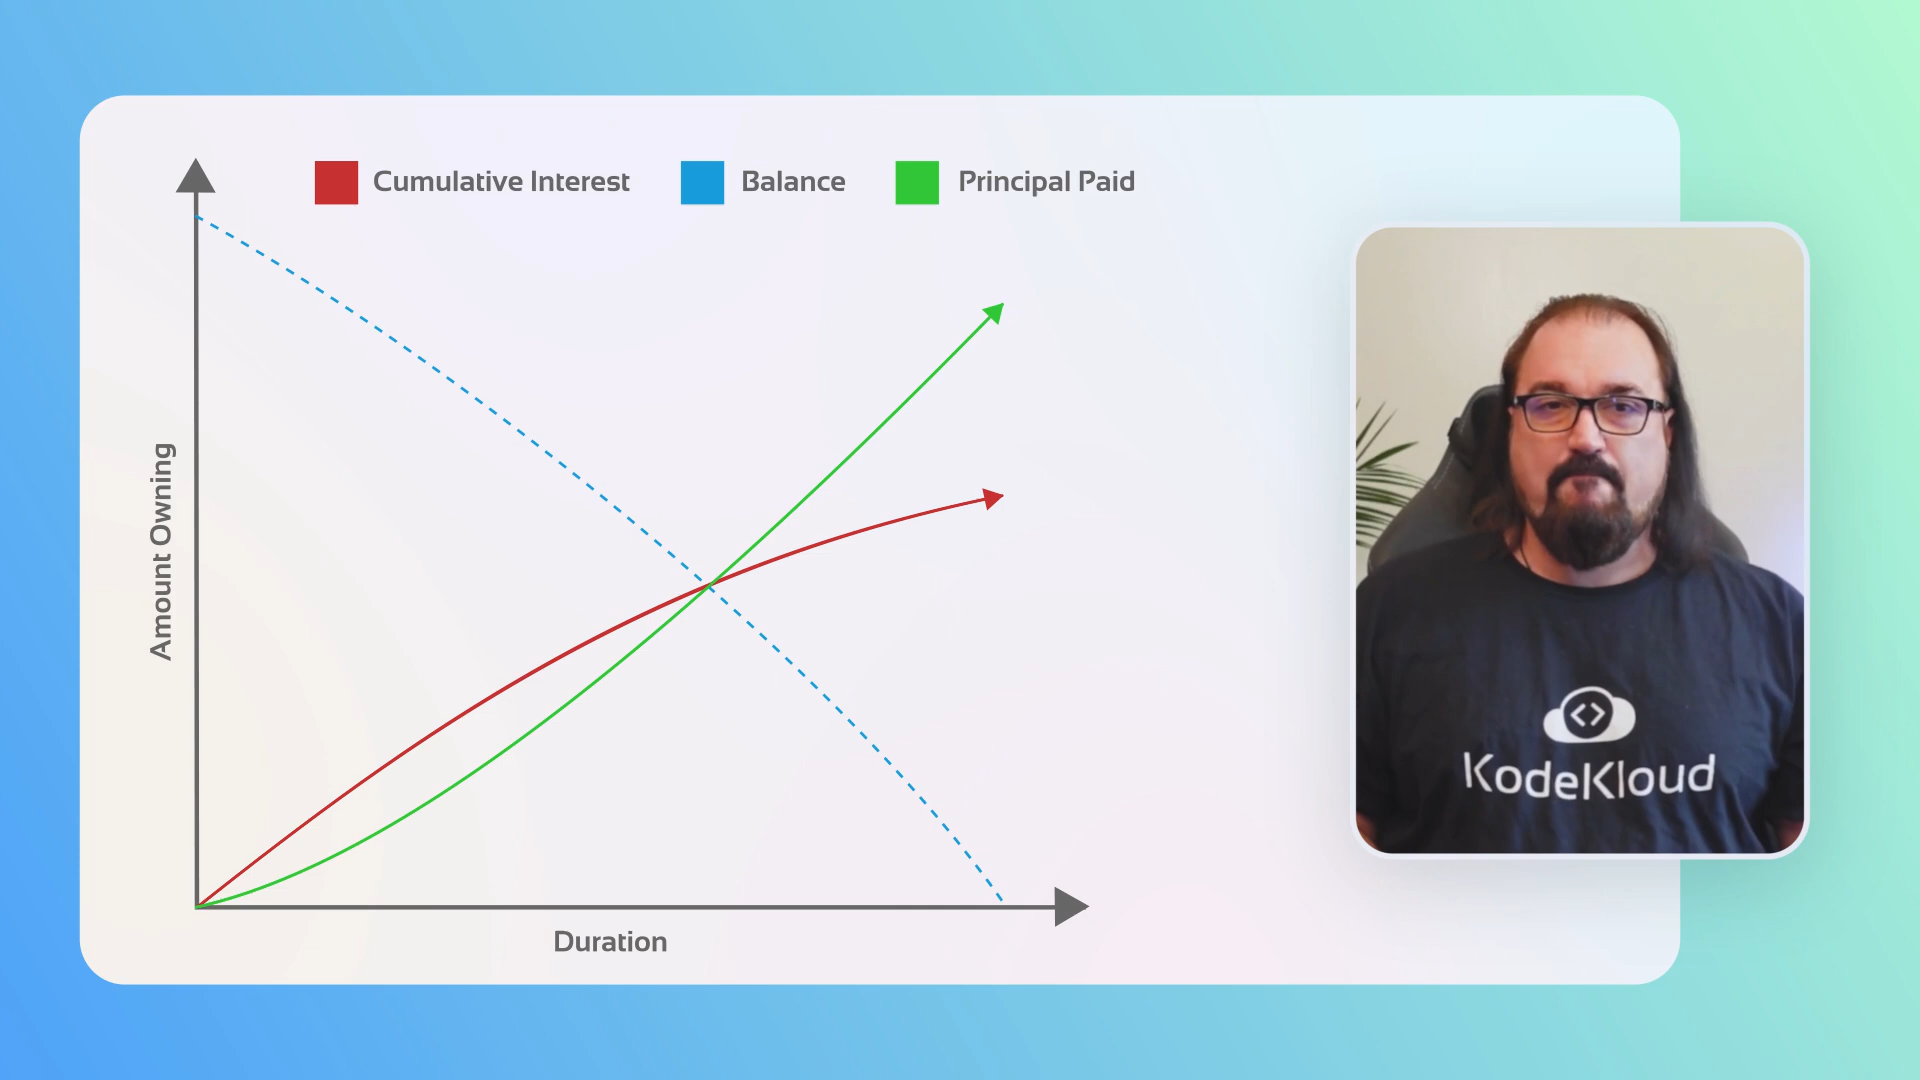 Cumulative Interest
Balance
Principal Paid
Amount Owning
Duration
KodeKloud